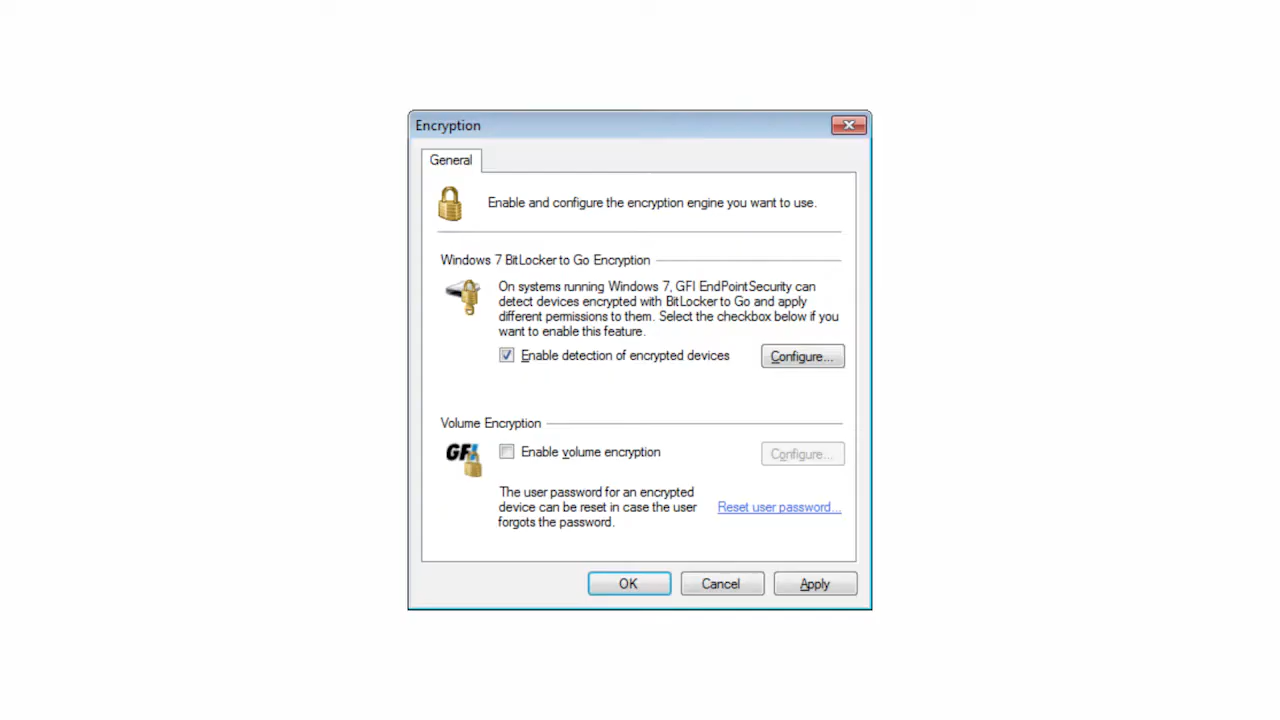 Encryption
General
Enable and configure the encryption engine you want to use.
Windows 7 BitLocker to Go Encryption
On systems running Windows 7, GFI EndPointSecurity can
detect devices encrypted with BitLocker to Go and apply
different permissions to them. Select the checkbox below if you
want to enable this feature.
Enable detection of encrypted devices
Configure...
Volume Encryption
GFI
Enable volume encryption
Configure...
The user password for an encrypted
device can be reset in case the user
forgots the password.
Reset user password...
OK
Cancel
Apply